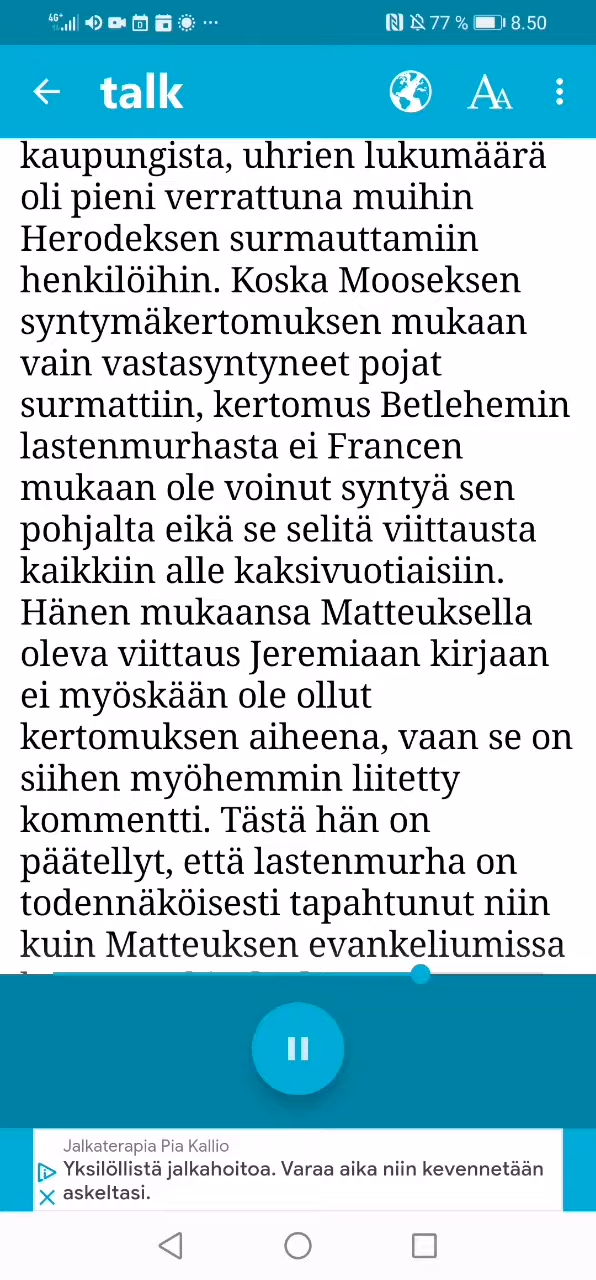 4G+ 77 % 8.50
talk
kaupungista, uhrien lukumäärä
oli pieni verrattuna muihin
Herodeksen surmauttamiin
henkilöihin. Koska Mooseksen
syntymäkertomuksen mukaan
vain vastasyntyneet pojat
surmattiin, kertomus Betlehemin
lastenmurhasta ei Francen
mukaan ole voinut syntyä sen
pohjalta eikä se selitä viittausta
kaikkiin alle kaksivuotiaisiin.
Hänen mukaansa Matteuksella
oleva viittaus Jeremiaan kirjaan
ei myöskään ole ollut
kertomuksen aiheena, vaan se on
siihen myöhemmin liitetty
kommentti. Tästä hän on
päätellyt, että lastenmurha on
todennäköisesti tapahtunut niin
kuin Matteuksen evankeliumissa
Jalkaterapia Pia Kallio
Yksilöllistä jalkahoitoa. Varaa aika niin kevennetään
askeltasi.